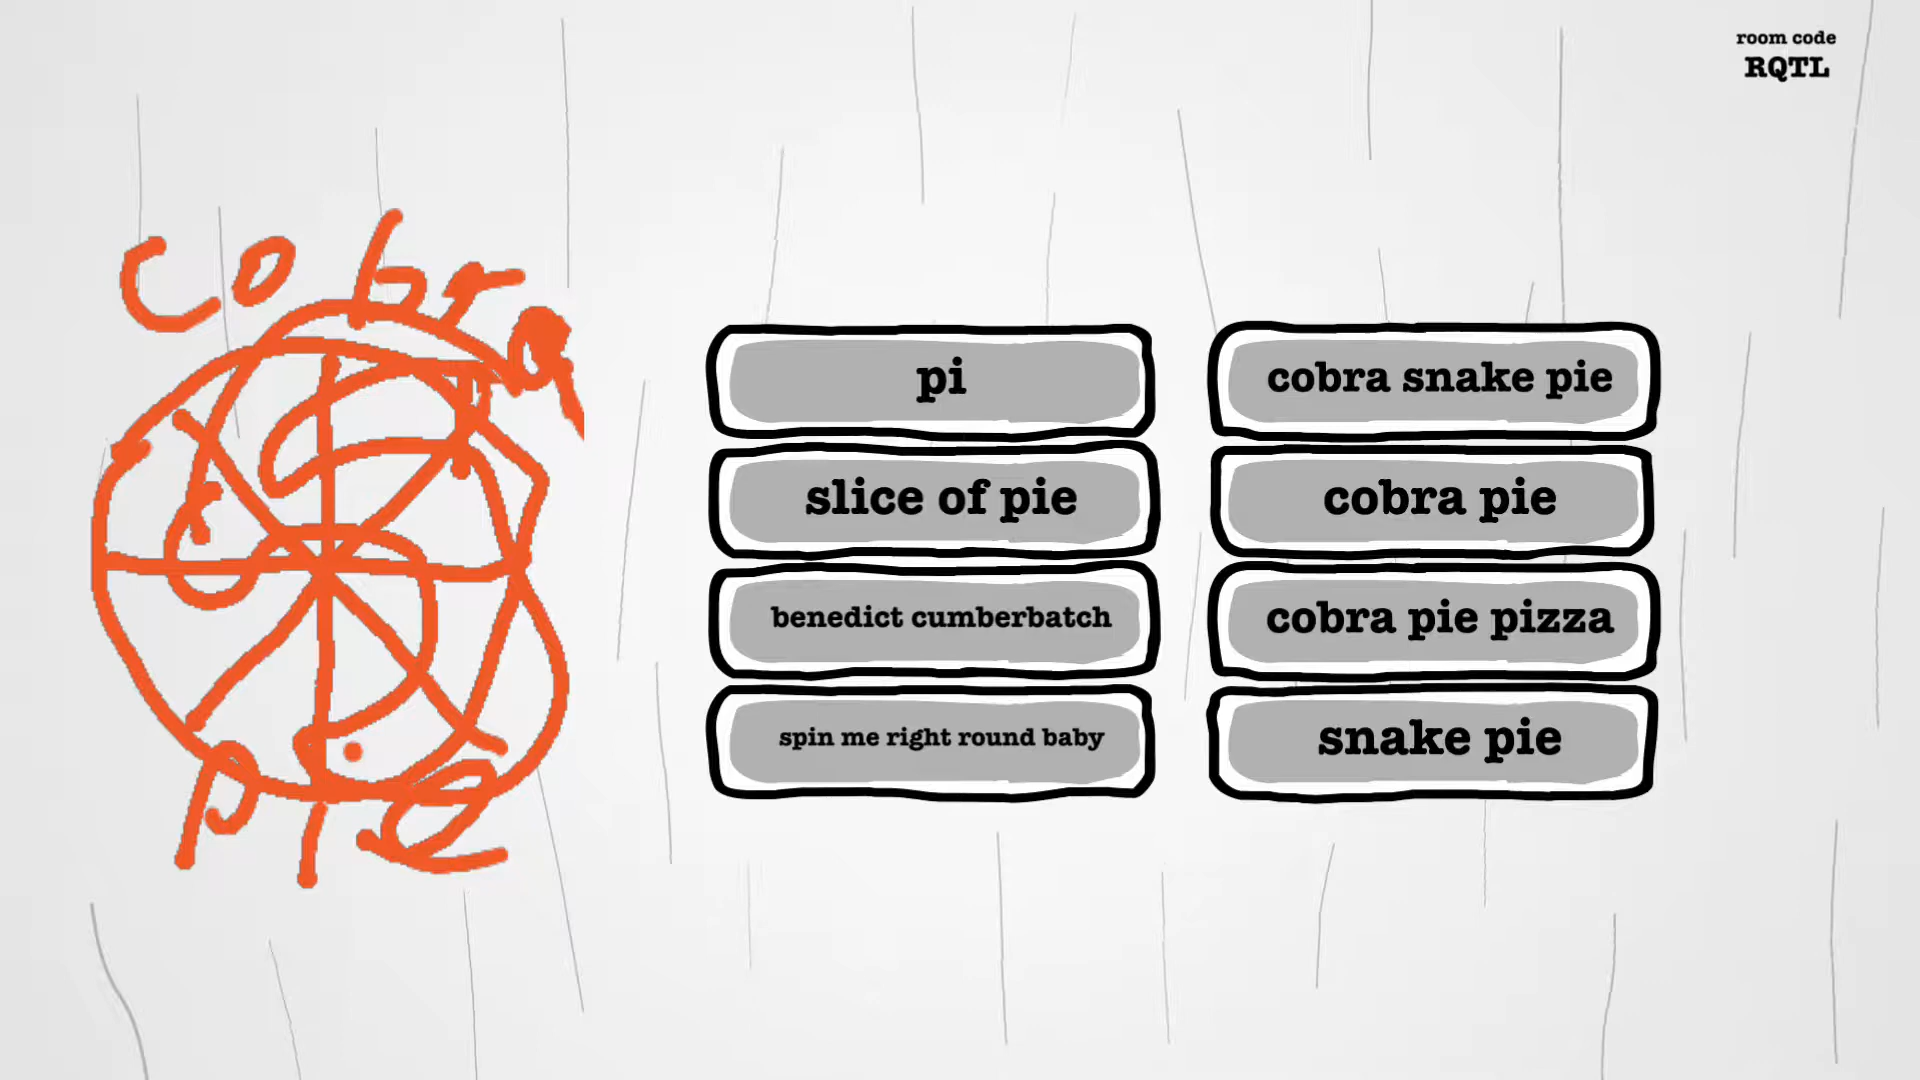 room code
RQTL
cobra
pi
cobra snake pie
slice of pie
cobra pie
benedict cumberbatch
cobra pie pizza
spin me right round baby
snake pie
pie